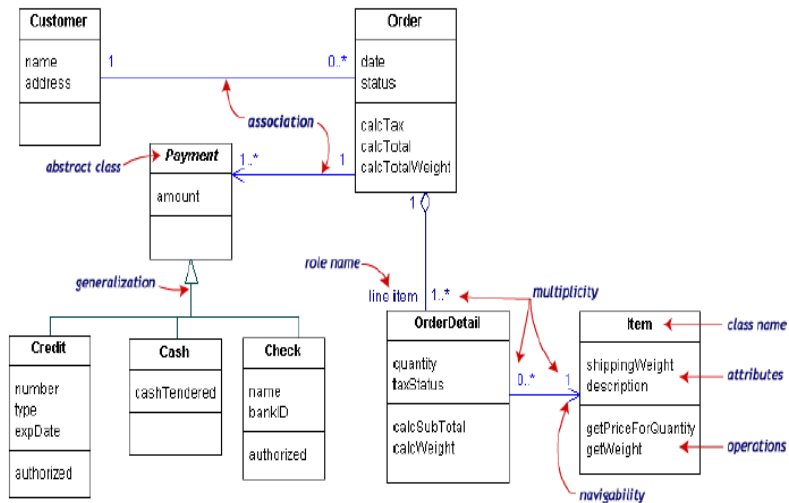 Customer
name
address
1
0..*
Order
date
status
calcTax
calcTotal
calcTotalWeight
association
abstract class
Payment
amount
1..*
1
1
generalization
role name
line item
1..*
multiplicity
Credit
number
type
expDate
authorized
Cash
cashTendered
Check
name
bankID
authorized
OrderDetail
quantity
taxStatus
calcSubTotal
calcWeight
0..*
1
Item
shippingWeight
description
getPriceForQuantity
getWeight
class name
attributes
operations
navigability